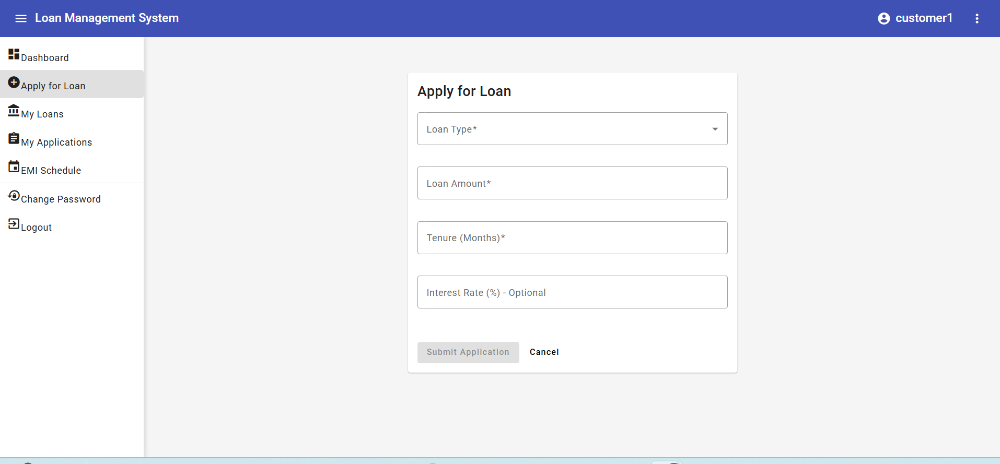 Loan Management System
customer1
Dashboard
Apply for Loan
My Loans
My Applications
EMI Schedule
Change Password
Logout
Apply for Loan
Loan Type*
Loan Amount*
Tenure (Months)*
Interest Rate (%) - Optional
Submit Application
Cancel